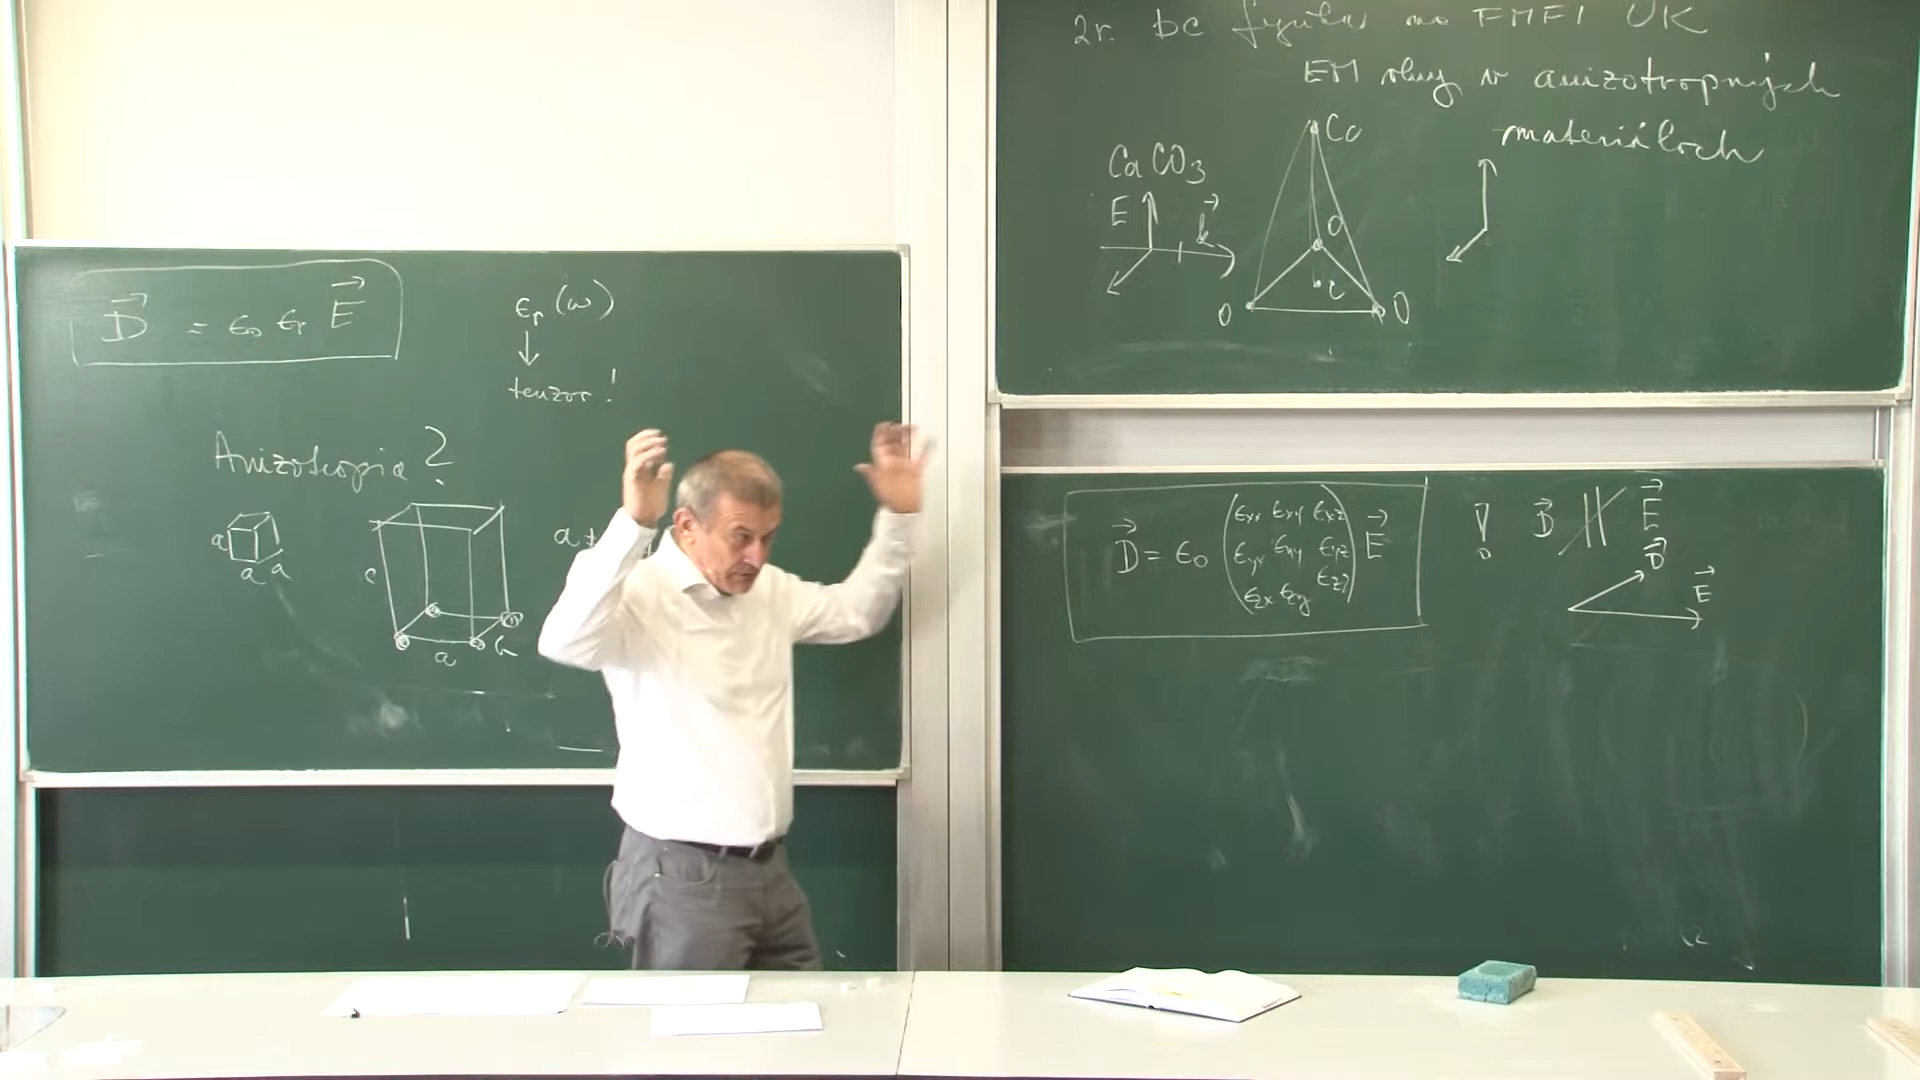 D⃗ = ϵ₀ ϵᵣ E⃗
ϵᵣ (ω)
↓
tenzor!
Anizotropia?
a
a a
c
a b
a
2r. bc fyziky na FMFI UK
EM vlny v anizotropných
materiáloch
CaCO₃
E k⃗
Ca
O
C
O O
D⃗ = ϵ₀ (ϵxx ϵxy ϵxz
ϵyx ϵyy ϵyz
ϵzx ϵzy ϵzz) E⃗
! D⃗ ∦ E⃗
D⃗
E⃗